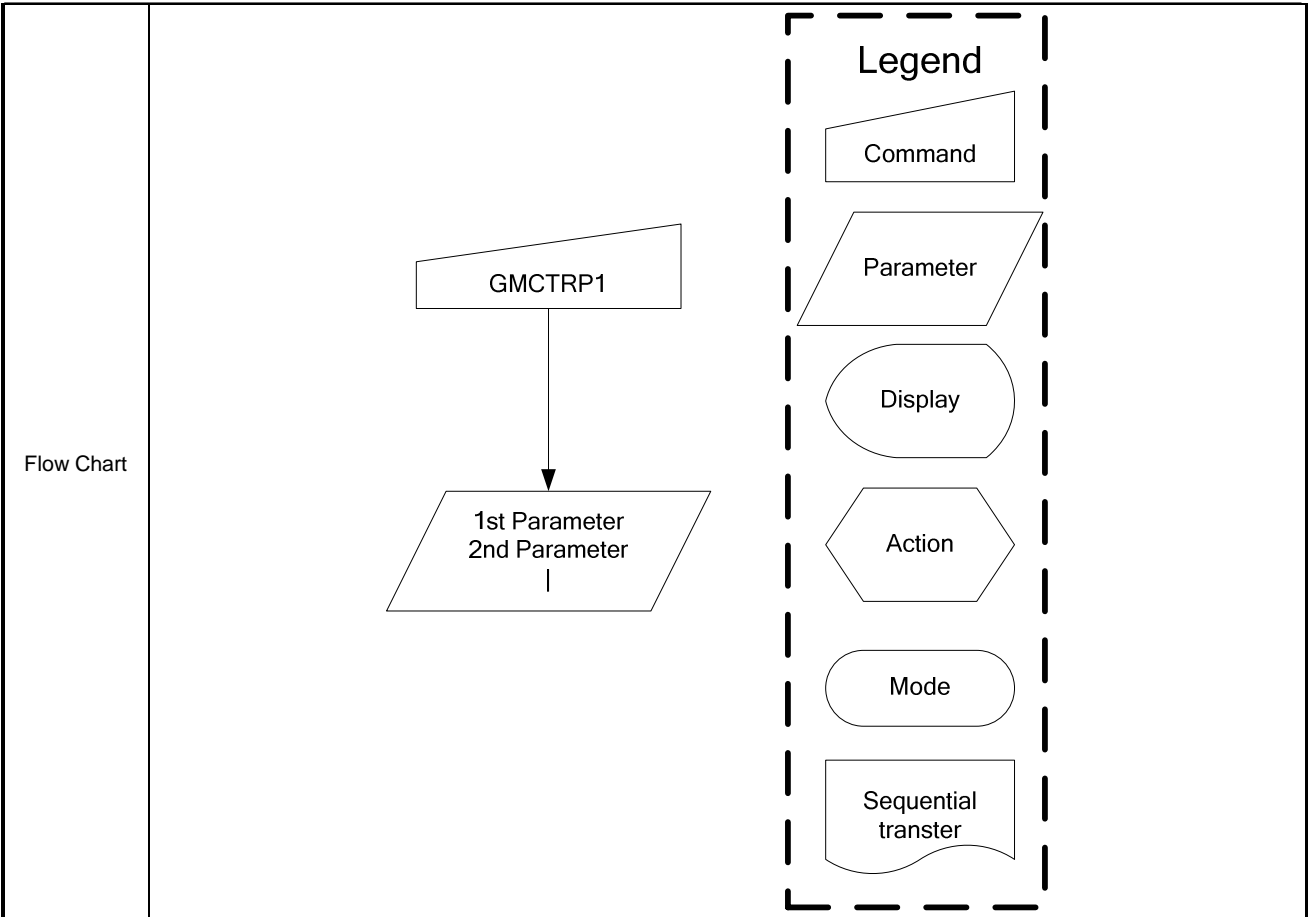 Flow Chart
GMCTRP1
1st Parameter
2nd Parameter
|
Legend
Command
Parameter
Display
Action
Mode
Sequential
transter